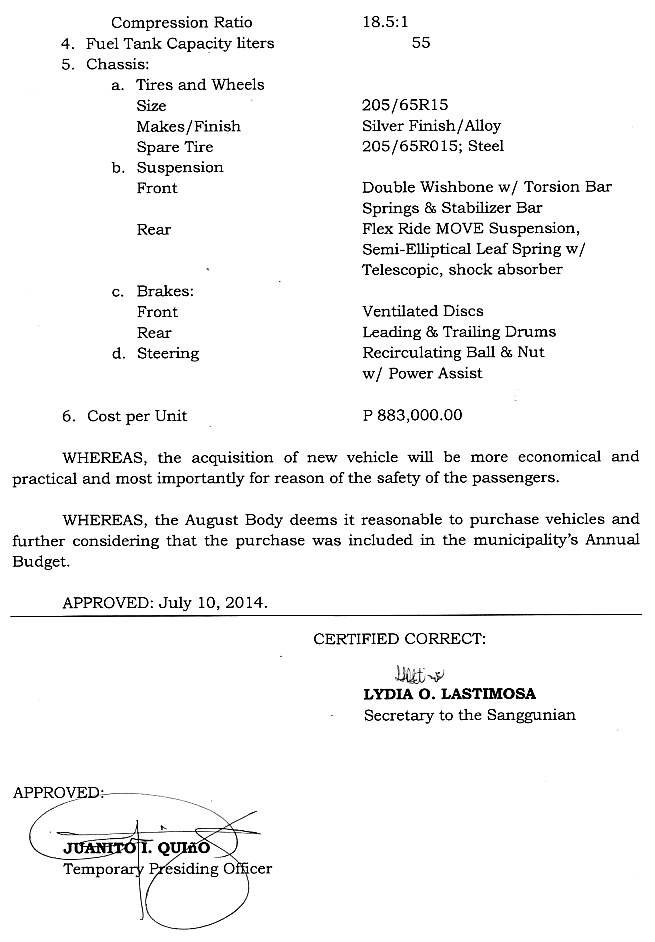 Compression Ratio 18.5:1
4. Fuel Tank Capacity liters 55
5. Chassis:
a. Tires and Wheels
Size 205/65R15
Makes/Finish Silver Finish/Alloy
Spare Tire 205/65R015; Steel
b. Suspension
Front Double Wishbone w/ Torsion Bar
Springs & Stabilizer Bar
Rear Flex Ride MOVE Suspension,
Semi-Elliptical Leaf Spring w/
Telescopic, shock absorber
c. Brakes:
Front Ventilated Discs
Rear Leading & Trailing Drums
d. Steering Recirculating Ball & Nut
w/ Power Assist
6. Cost per Unit P 883,000.00
WHEREAS, the acquisition of new vehicle will be more economical and
practical and most importantly for reason of the safety of the passengers.
WHEREAS, the August Body deems it reasonable to purchase vehicles and
further considering that the purchase was included in the municipality's Annual
Budget.
APPROVED: July 10, 2014.
CERTIFIED CORRECT:
LYDIA O. LASTIMOSA
Secretary to the Sanggunian
APPROVED:
JUANITO I. QUIñO
Temporary Presiding Officer